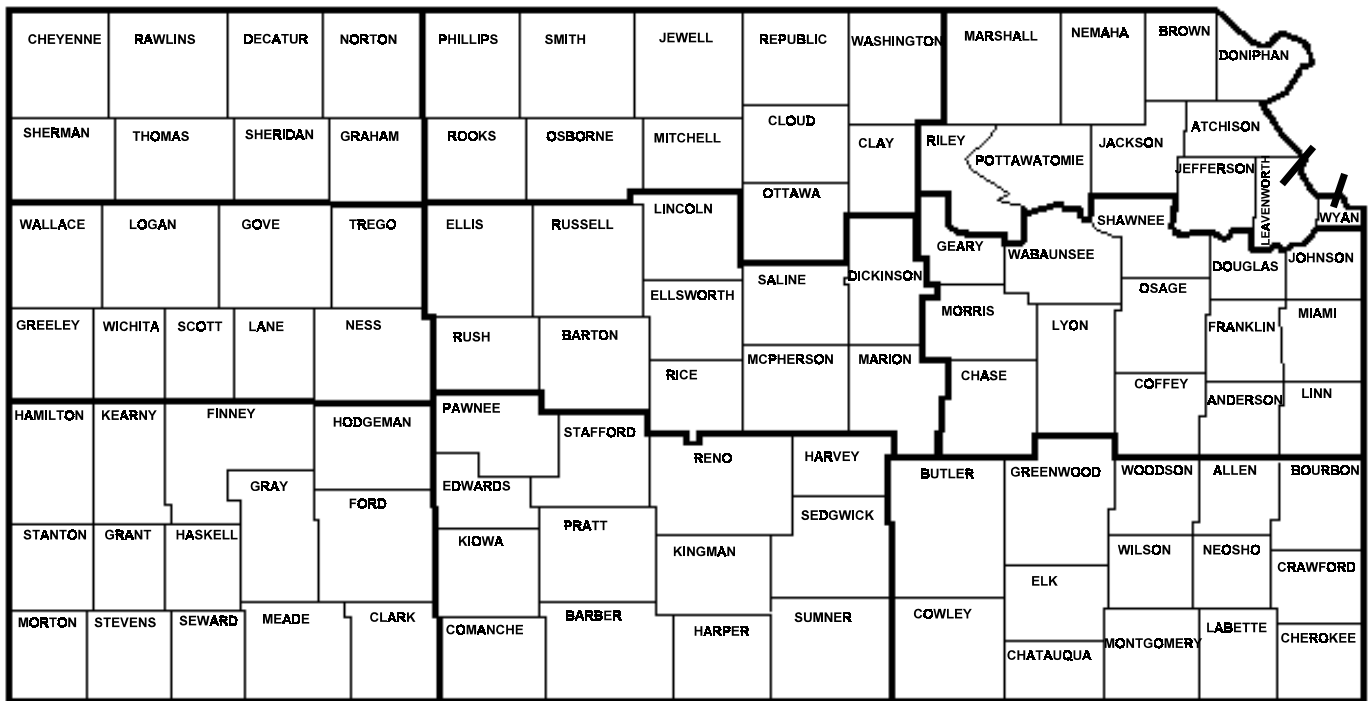 CHEYENNE
RAWLINS
DECATUR
NORTON
PHILLIPS
SMITH
JEWELL
REPUBLIC
WASHINGTON
MARSHALL
NEMAHA
BROWN
DONIPHAN
SHERMAN
THOMAS
SHERIDAN
GRAHAM
ROOKS
OSBORNE
MITCHELL
CLOUD
CLAY
RILEY
POTTAWATOMIE
JACKSON
ATCHISON
JEFFERSON
LEAVENWORTH
WYAN
WALLACE
LOGAN
GOVE
TREGO
ELLIS
RUSSELL
LINCOLN
OTTAWA
GEARY
WABAUNSEE
SHAWNEE
DOUGLAS
JOHNSON
ELLSWORTH
SALINE
DICKINSON
MORRIS
LYON
OSAGE
FRANKLIN
MIAMI
GREELEY
WICHITA
SCOTT
LANE
NESS
RUSH
BARTON
RICE
MCPHERSON
MARION
CHASE
COFFEY
ANDERSON
LINN
HAMILTON
KEARNY
FINNEY
HODGEMAN
PAWNEE
STAFFORD
RENO
HARVEY
BUTLER
GREENWOOD
WOODSON
ALLEN
BOURBON
GRAY
FORD
EDWARDS
SEDGWICK
STANTON
GRANT
HASKELL
KIOWA
PRATT
KINGMAN
ELK
WILSON
NEOSHO
CRAWFORD
MORTON
STEVENS
SEWARD
MEADE
CLARK
COMANCHE
BARBER
HARPER
SUMNER
COWLEY
CHATAUQUA
MONTGOMERY
LABETTE
CHEROKEE